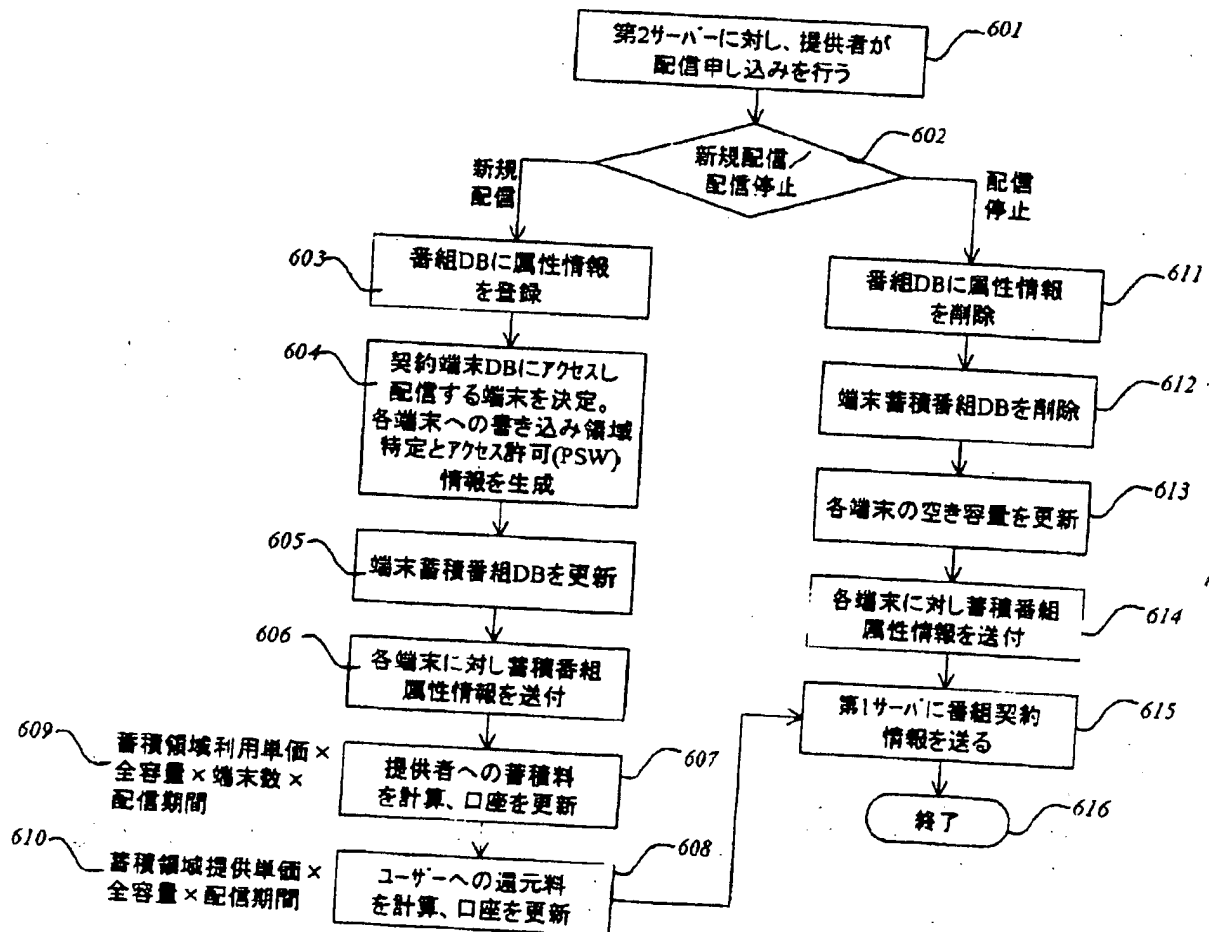 第2サーバーに対し、提供者が
配信申し込みを行う
601
602
新規配信/
配信停止
新規
配信
配信
停止
603
番組DBに属性情報
を登録
604
契約端末DBにアクセスし
配信する端末を決定。
各端末への書き込み領域
特定とアクセス許可(PSW)
情報を生成
605
端末蓄積番組DBを更新
606
各端末に対し蓄積番組
属性情報を送付
609
蓄積領域利用単価×
全容量×端末数×
配信期間
提供者への蓄積料
を計算、口座を更新
607
610
蓄積領域提供単価×
全容量×配信期間
ユーザーへの還元料
を計算、口座を更新
608
番組DBに属性情報
を削除
611
端末蓄積番組DBを削除
612
各端末の空き容量を更新
613
各端末に対し蓄積番組
属性情報を送付
614
第1サーバに番組契約
情報を送る
615
終了
616